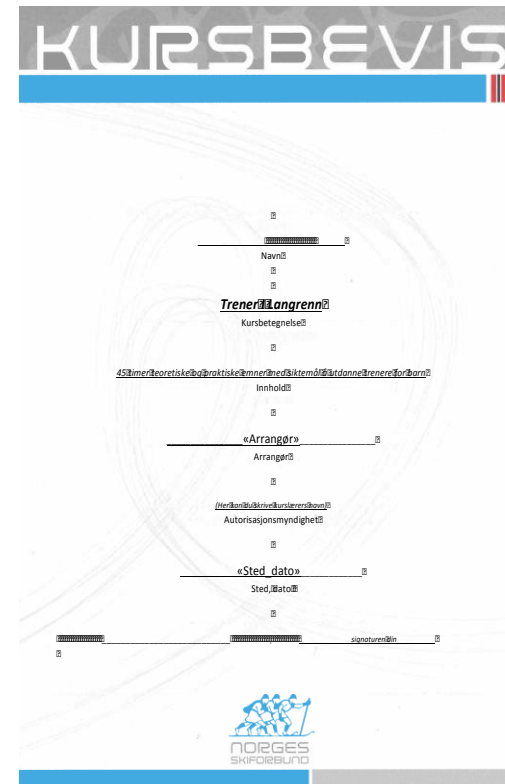 KURSBEVIS
Navn
Trener Langrenn
Kursbetegnelse
45 timer teoretiske og praktiske emner med siktemål å utdanne trenere for barn
Innhold
«Arrangør»
Arrangør
(Her kan du skrive kurslærers navn)
Autorisasjonsmyndighet
«Sted_dato»
Sted, dato
signaturen din
NORGES
SKIFORBUND